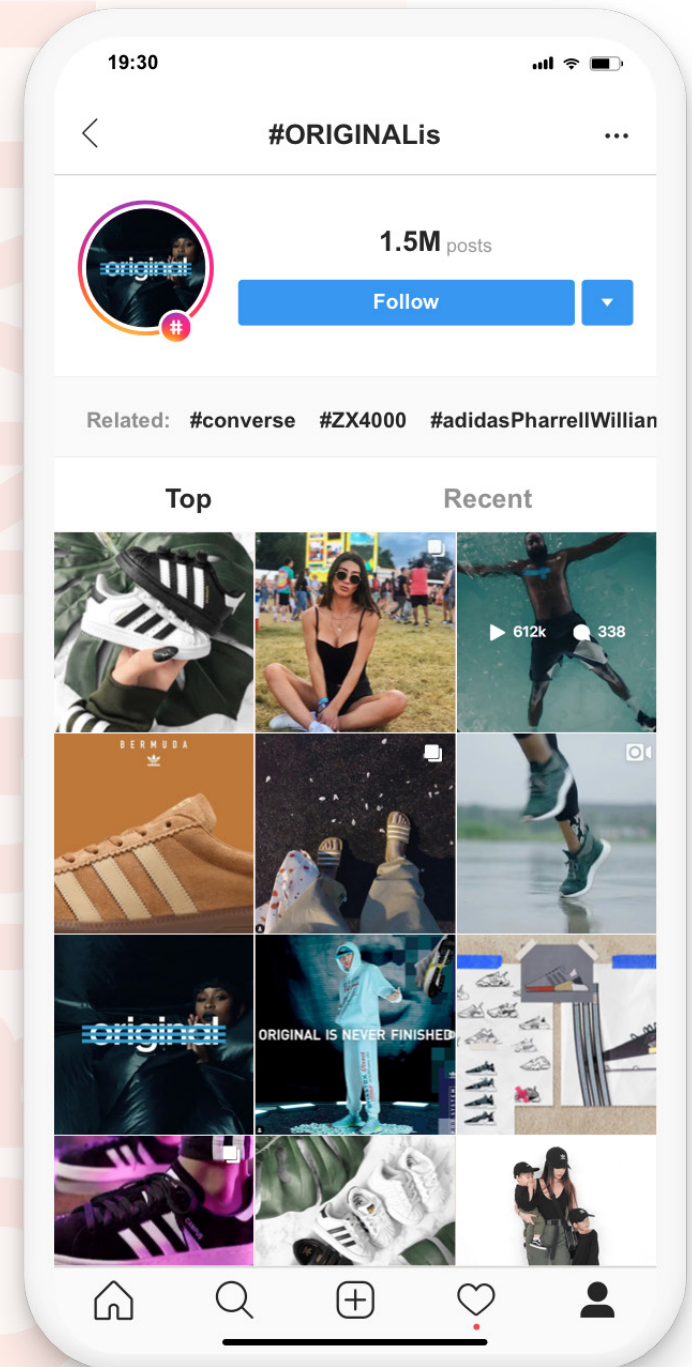 19:30
#ORIGINALis
original
#
1.5M posts
Follow
Related: #converse #ZX4000 #adidasPharrellWillian
Top Recent
612k 338
BERMUDA
original
ORIGINAL IS NEVER FINISHED
CAMPUS